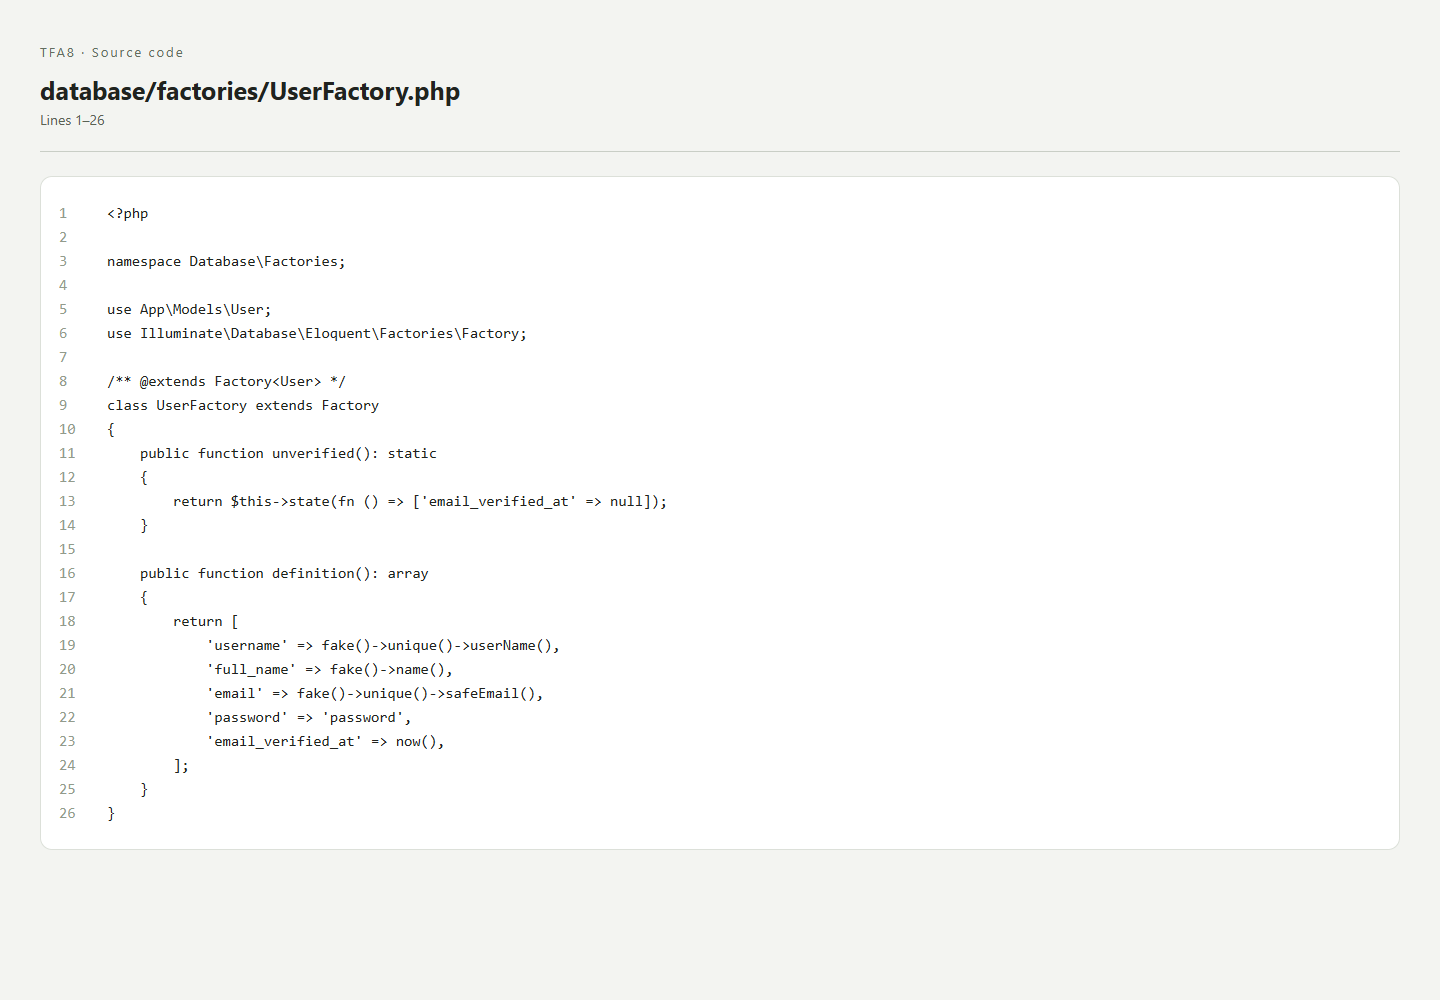 TFA8 · Source code
database/factories/UserFactory.php
Lines 1–26
1 <?php
2
3 namespace Database\Factories;
4
5 use App\Models\User;
6 use Illuminate\Database\Eloquent\Factories\Factory;
7
8 /** @extends Factory<User> */
9 class UserFactory extends Factory
10 {
11     public function unverified(): static
12     {
13         return $this->state(fn () => ['email_verified_at' => null]);
14     }
15
16     public function definition(): array
17     {
18         return [
19             'username' => fake()->unique()->userName(),
20             'full_name' => fake()->name(),
21             'email' => fake()->unique()->safeEmail(),
22             'password' => 'password',
23             'email_verified_at' => now(),
24         ];
25     }
26 }